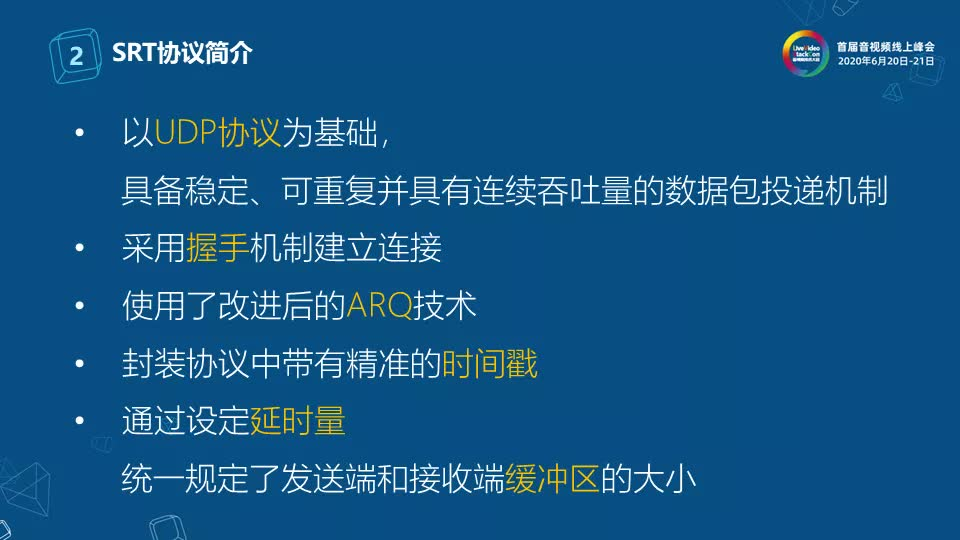 2
SRT协议简介
LiveVideo
StackCon
首届音视频线上峰会
2020年6月20日-21日
• 以UDP协议为基础，
具备稳定、可重复并具有连续吞吐量的数据包投递机制
• 采用握手机制建立连接
• 使用了改进后的ARQ技术
• 封装协议中带有精准的时间戳
• 通过设定延时量
统一规定了发送端和接收端缓冲区的大小